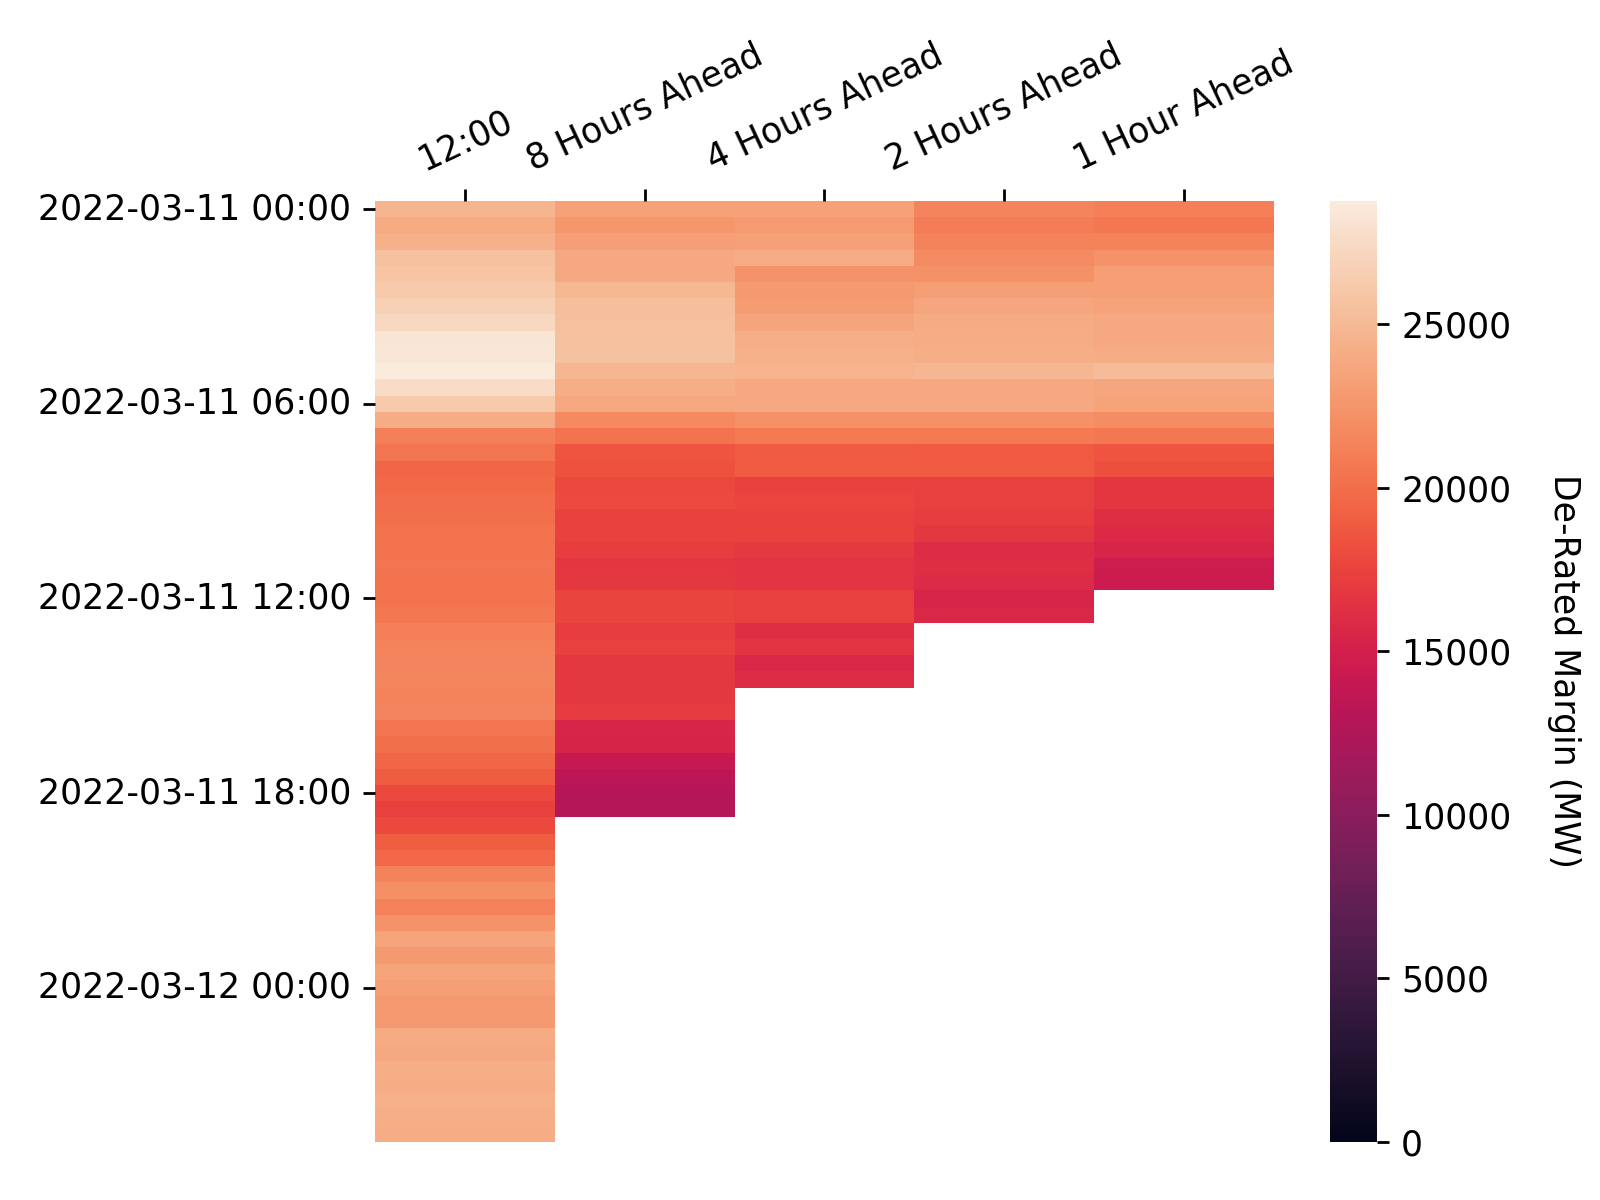 12:00
8 Hours Ahead
4 Hours Ahead
2 Hours Ahead
1 Hour Ahead
2022-03-11 00:00
2022-03-11 06:00
2022-03-11 12:00
2022-03-11 18:00
2022-03-12 00:00
25000
20000
15000
10000
5000
0
De-Rated Margin (MW)